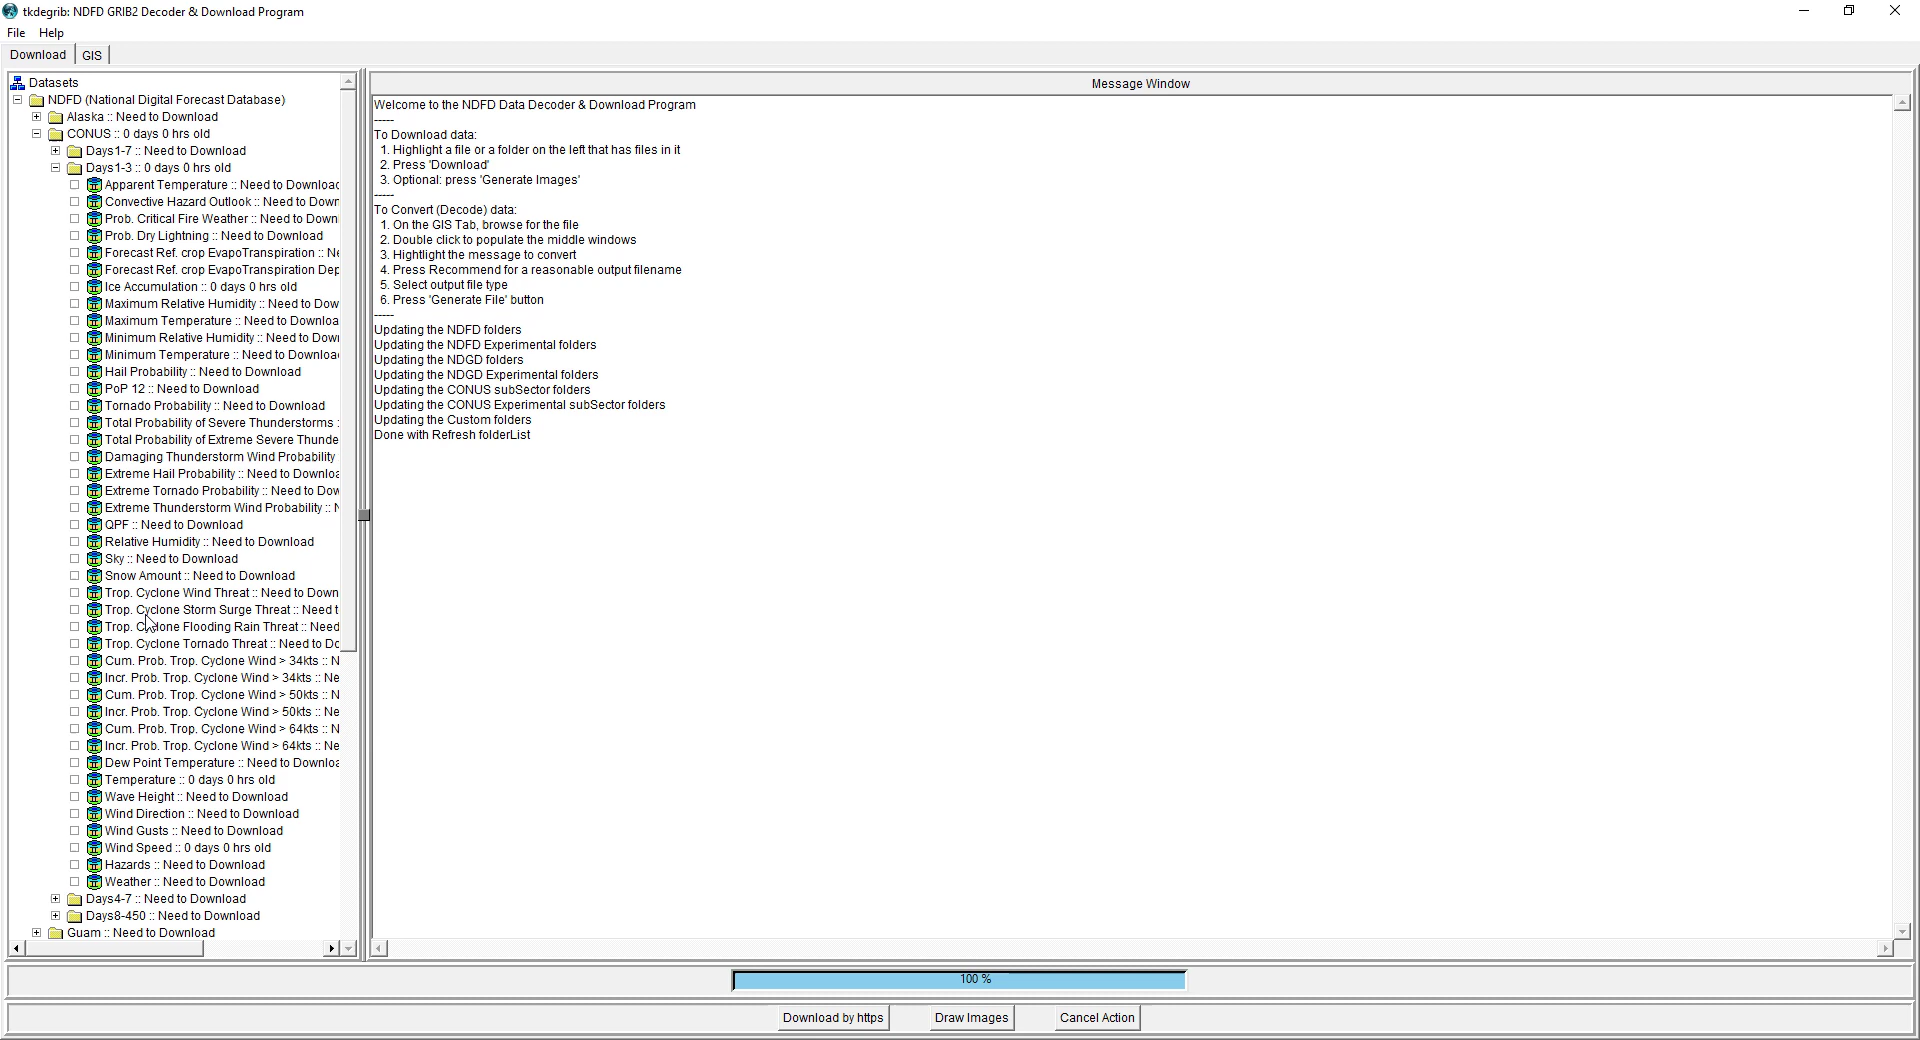 tkdegrib: NDFD GRIB2 Decoder & Download Program
File Help
Download GIS
Datasets
NDFD (National Digital Forecast Database)
Alaska :: Need to Download
CONUS :: 0 days 0 hrs old
Days1-7 :: Need to Download
Days1-3 :: 0 days 0 hrs old
Apparent Temperature :: Need to Download
Convective Hazard Outlook :: Need to Down
Prob. Critical Fire Weather :: Need to Down
Prob. Dry Lightning :: Need to Download
Forecast Ref. crop EvapoTranspiration :: Ne
Forecast Ref. crop EvapoTranspiration Dep
Ice Accumulation :: 0 days 0 hrs old
Maximum Relative Humidity :: Need to Dow
Maximum Temperature :: Need to Downloa
Minimum Relative Humidity :: Need to Down
Minimum Temperature :: Need to Downloa
Hail Probability :: Need to Download
PoP 12 :: Need to Download
Tornado Probability :: Need to Download
Total Probability of Severe Thunderstorms :
Total Probability of Extreme Severe Thunde
Damaging Thunderstorm Wind Probability
Extreme Hail Probability :: Need to Downloa
Extreme Tornado Probability :: Need to Dow
Extreme Thunderstorm Wind Probability :: N
QPF :: Need to Download
Relative Humidity :: Need to Download
Sky :: Need to Download
Snow Amount :: Need to Download
Trop. Cyclone Wind Threat :: Need to Down
Trop. Cyclone Storm Surge Threat :: Need t
Trop. Cyclone Flooding Rain Threat :: Need
Trop. Cyclone Tornado Threat :: Need to Do
Cum. Prob. Trop. Cyclone Wind > 34kts :: N
Incr. Prob. Trop. Cyclone Wind > 34kts :: Ne
Cum. Prob. Trop. Cyclone Wind > 50kts :: N
Incr. Prob. Trop. Cyclone Wind > 50kts :: Ne
Cum. Prob. Trop. Cyclone Wind > 64kts :: N
Incr. Prob. Trop. Cyclone Wind > 64kts :: Ne
Dew Point Temperature :: Need to Downloa
Temperature :: 0 days 0 hrs old
Wave Height :: Need to Download
Wind Direction :: Need to Download
Wind Gusts :: Need to Download
Wind Speed :: 0 days 0 hrs old
Hazards :: Need to Download
Weather :: Need to Download
Days4-7 :: Need to Download
Days8-450 :: Need to Download
Guam :: Need to Download
Message Window
Welcome to the NDFD Data Decoder & Download Program
-----
To Download data:
1. Highlight a file or a folder on the left that has files in it
2. Press 'Download'
3. Optional: press 'Generate Images'
-----
To Convert (Decode) data:
1. On the GIS Tab, browse for the file
2. Double click to populate the middle windows
3. Hightlight the message to convert
4. Press Recommend for a reasonable output filename
5. Select output file type
6. Press 'Generate File' button
-----
Updating the NDFD folders
Updating the NDFD Experimental folders
Updating the NDGD folders
Updating the NDGD Experimental folders
Updating the CONUS subSector folders
Updating the CONUS Experimental subSector folders
Updating the Custom folders
Done with Refresh folderList
100 %
Download by https Draw Images Cancel Action